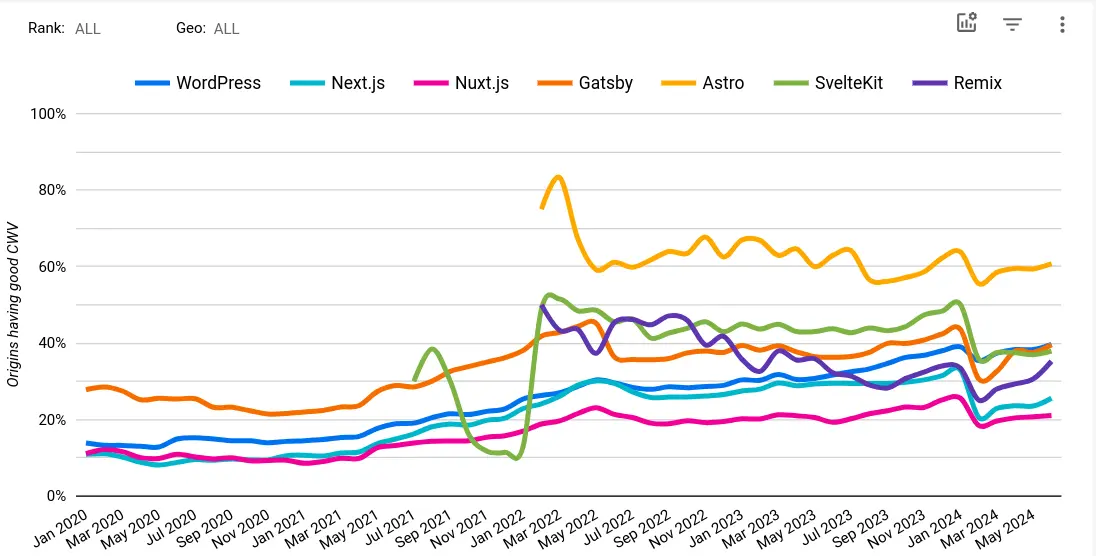 Rank: ALL Geo: ALL
WordPress Next.js Nuxt.js Gatsby Astro SvelteKit Remix
100%
80%
60%
40%
20%
0%
Origins having good CWV
Jan 2020 Mar 2020 May 2020 Jul 2020 Sep 2020 Nov 2020 Jan 2021 Mar 2021 May 2021 Jul 2021 Sep 2021 Nov 2021 Jan 2022 Mar 2022 May 2022 Jul 2022 Sep 2022 Nov 2022 Jan 2023 Mar 2023 May 2023 Jul 2023 Sep 2023 Nov 2023 Jan 2024 Mar 2024 May 2024